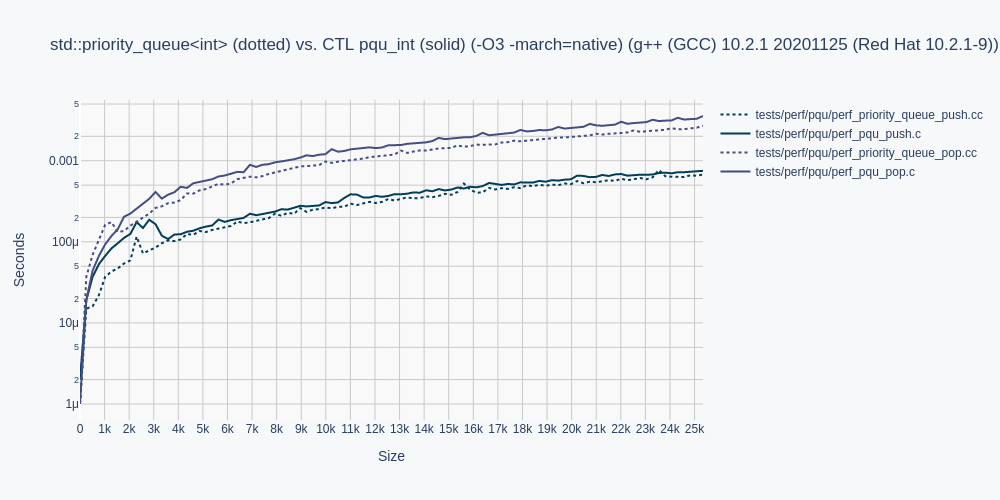 std::priority_queue<int> (dotted) vs. CTL pqu_int (solid) (-O3 -march=native) (g++ (GCC) 10.2.1 20201125 (Red Hat 10.2.1-9))
tests/perf/pqu/perf_priority_queue_push.cc
tests/perf/pqu/perf_pqu_push.c
tests/perf/pqu/perf_priority_queue_pop.cc
tests/perf/pqu/perf_pqu_pop.c
5
2
0.001
5
2
100μ
5
2
10μ
5
2
1μ
Seconds
0 1k 2k 3k 4k 5k 6k 7k 8k 9k 10k 11k 12k 13k 14k 15k 16k 17k 18k 19k 20k 21k 22k 23k 24k 25k
Size